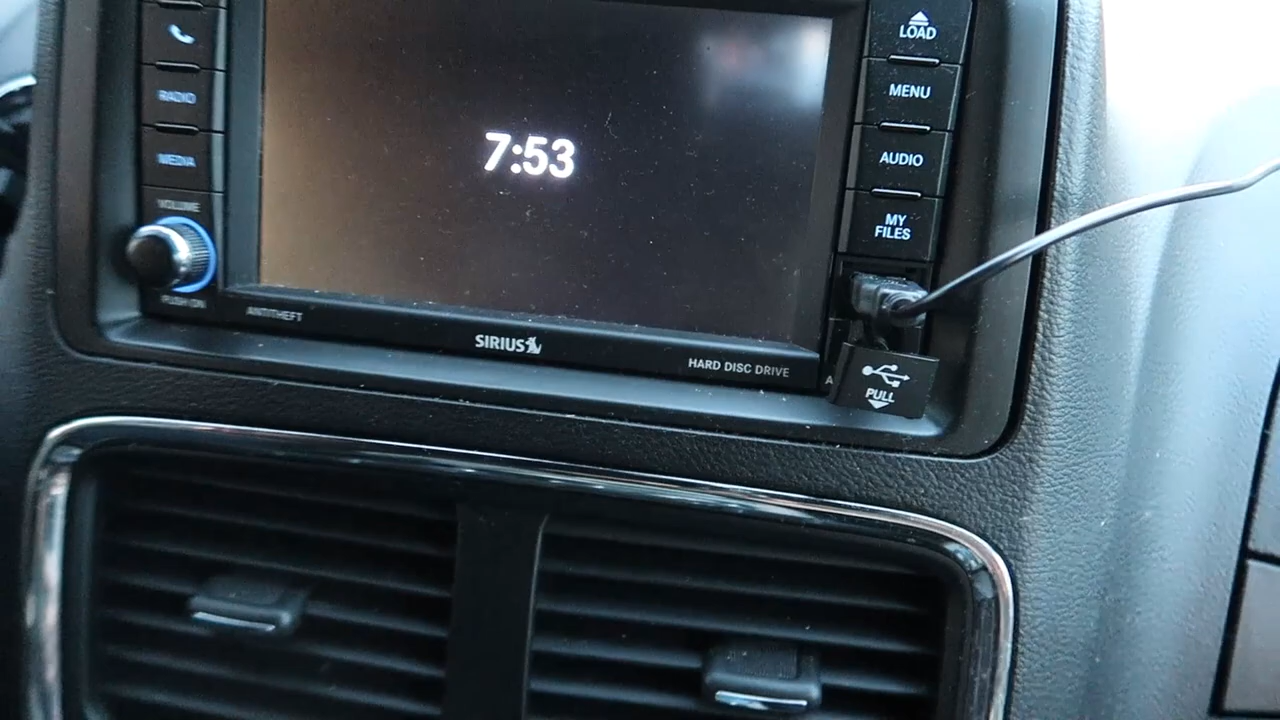 LOAD
RADIO
MENU
MEDIA
7:53
AUDIO
VOLUME
MY
FILES
PUSH ON
ANTITHEFT
SIRIUS
HARD DISC DRIVE
A
PULL